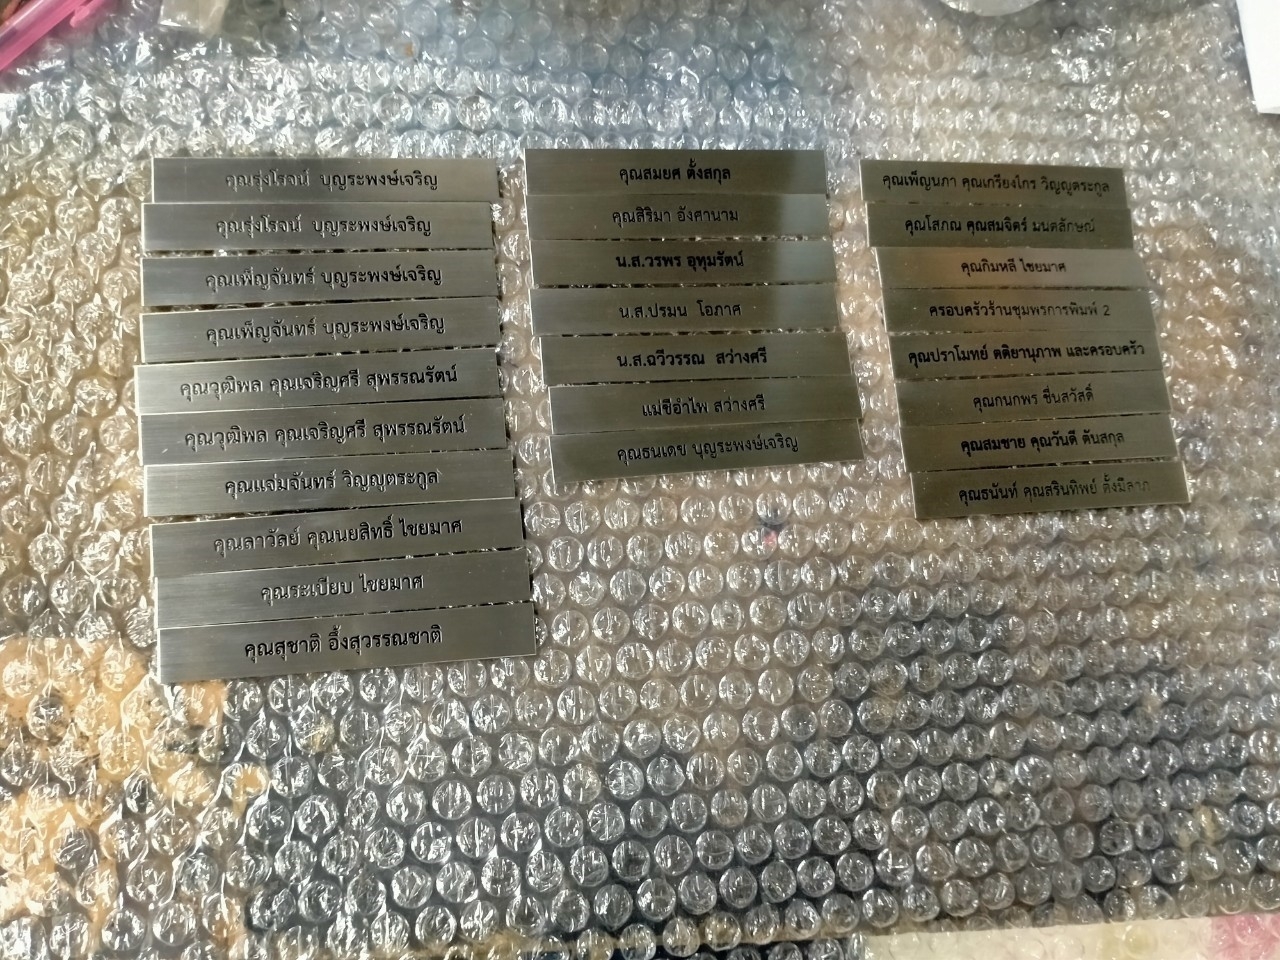 คุณรุ่งโรจน์ บุญระพงษ์เจริญ
คุณรุ่งโรจน์ บุญระพงษ์เจริญ
คุณเพ็ญจันทร์ บุญระพงษ์เจริญ
คุณเพ็ญจันทร์ บุญระพงษ์เจริญ
คุณวุฒิพล คุณเจริญศรี สุพรรณรัตน์
คุณวุฒิพล คุณเจริญศรี สุพรรณรัตน์
คุณแจ่มจันทร์ วิญญูตระกูล
คุณลาวัลย์ คุณนยสิทธิ์ ไชยมาศ
คุณระเบียบ ไชยมาศ
คุณสุชาติ อึ้งสุวรรณชาติ
คุณสมยศ ตั้งสกุล
คุณสิริมา อังศานาม
น.ส.วรพร อุทุมรัตน์
น.ส.ปรมน โอภาศ
น.ส.ฉวีวรรณ สว่างศรี
แม่ชีอำไพ สว่างศรี
คุณธนเดช บุญระพงษ์เจริญ
คุณเพ็ญนภา คุณเกรียงไกร วิญญูตระกูล
คุณโสภณ คุณสมจิตร์ มนตลักษณ์
คุณกิมหลี ไชยมาศ
ครอบครัวร้านชุมพรการพิมพ์ 2
คุณปราโมทย์ ตติยานุภาพ และครอบครัว
คุณกนกพร ชื่นสวัสดิ์
คุณสมชาย คุณวันดี ตันสกุล
คุณธนันท์ คุณสรินทิพย์ ตั้งมีลาภ